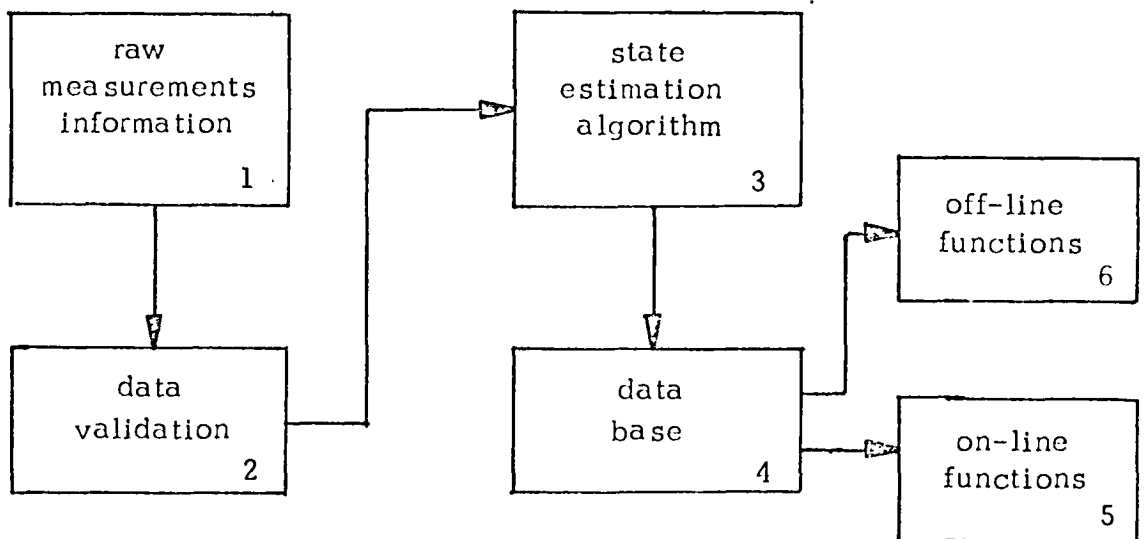 raw
measurements
information
1
data
validation
2
state
estimation
algorithm
3
data
base
4
off-line
functions
6
on-line
functions
5